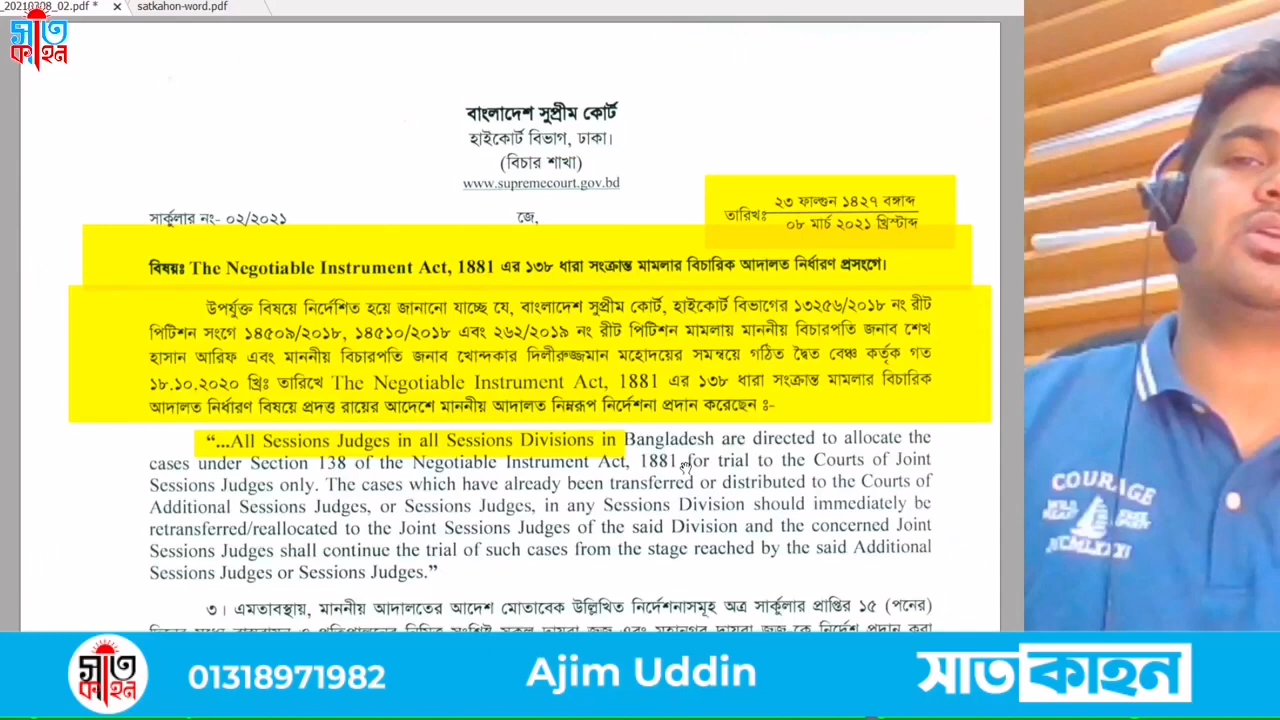 _20210308_02.pdf *
satkahon-word.pdf
সাত
কাহন
বাংলাদেশ সুপ্রীম কোর্ট
হাইকোর্ট বিভাগ, ঢাকা।
(বিচার শাখা)
www.supremecourt.gov.bd
সার্কুলার নং- ০২/২০২১
জে,
তারিখঃ
২৩ ফাল্গুন ১৪২৭ বঙ্গাব্দ
০৮ মার্চ ২০২১ খ্রিস্টাব্দ
বিষয়ঃ The Negotiable Instrument Act, 1881 এর ১৩৮ ধারা সংক্রান্ত মামলার বিচারিক আদালত নির্ধারণ প্রসংগে।
উপর্যুক্ত বিষয়ে নির্দেশিত হয়ে জানানো যাচ্ছে যে, বাংলাদেশ সুপ্রীম কোর্ট, হাইকোর্ট বিভাগের ১৩২৫৬/২০১৮ নং রীট
পিটিশন সংগে ১৪৫০৯/২০১৮, ১৪৫১০/২০১৮ এবং ২৬২/২০১৯ নং রীট পিটিশন মামলায় মাননীয় বিচারপতি জনাব শেখ
হাসান আরিফ এবং মাননীয় বিচারপতি জনাব খোন্দকার দিলীরুজ্জমান মহোদয়ের সমন্বয়ে গঠিত দ্বৈত বেঞ্চ কর্তৃক গত
১৮.১০.২০২০ খ্রিঃ তারিখে The Negotiable Instrument Act, 1881 এর ১৩৮ ধারা সংক্রান্ত মামলার বিচারিক
আদালত নির্ধারণ বিষয়ে প্রদত্ত রায়ের আদেশে মাননীয় আদালত নিম্নরূপ নির্দেশনা প্রদান করেছেন ঃ-
“...All Sessions Judges in all Sessions Divisions in Bangladesh are directed to allocate the
cases under Section 138 of the Negotiable Instrument Act, 1881 for trial to the Courts of Joint
Sessions Judges only. The cases which have already been transferred or distributed to the Courts of
Additional Sessions Judges, or Sessions Judges, in any Sessions Division should immediately be
retransferred/reallocated to the Joint Sessions Judges of the said Division and the concerned Joint
Sessions Judges shall continue the trial of such cases from the stage reached by the said Additional
Sessions Judges or Sessions Judges.”
৩। এমতাবস্থায়, মাননীয় আদালতের আদেশ মোতাবেক উল্লিখিত নির্দেশনাসমূহ অত্র সার্কুলার প্রাপ্তির ১৫ (পনের)
COURAGE
সাত
কাহন
01318971982
Ajim Uddin
সাত কাহন